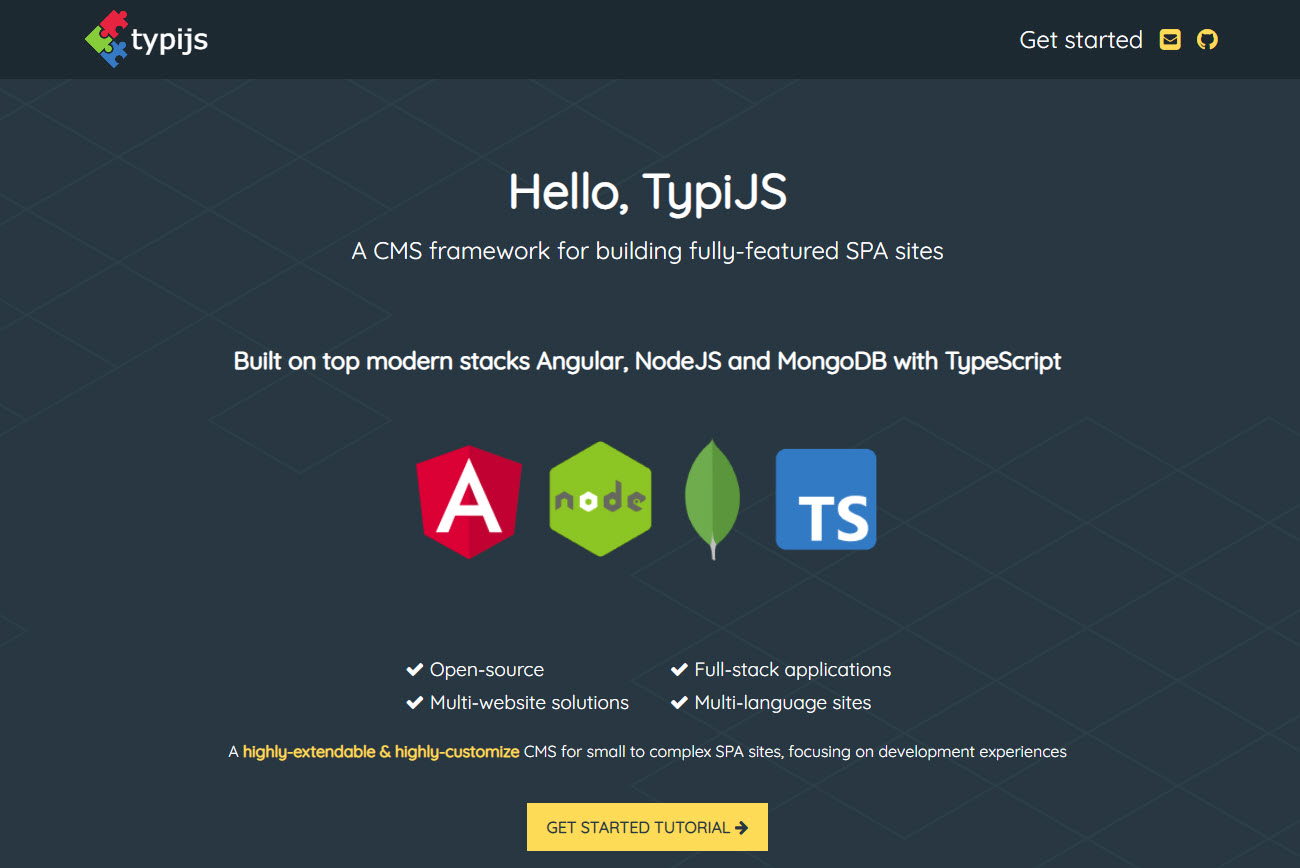 typijs
Get started
Hello, TypiJS
A CMS framework for building fully-featured SPA sites
Built on top modern stacks Angular, NodeJS and MongoDB with TypeScript
A
node
TS
Open-source
Full-stack applications
Multi-website solutions
Multi-language sites
A highly-extendable & highly-customize CMS for small to complex SPA sites, focusing on development experiences
GET STARTED TUTORIAL